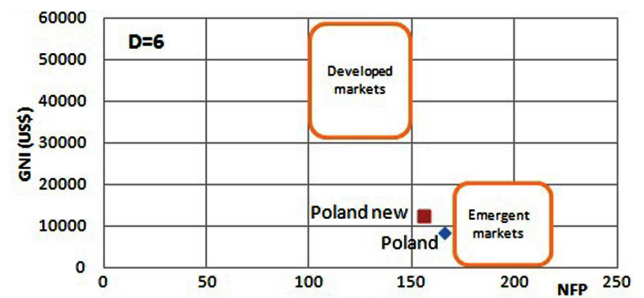 60000
D=6
50000
Developed
markets
40000
GNI (US$)
30000
20000
Poland new
10000
Emergent
markets
Poland
0
0 50 100 150 200 250
NFP